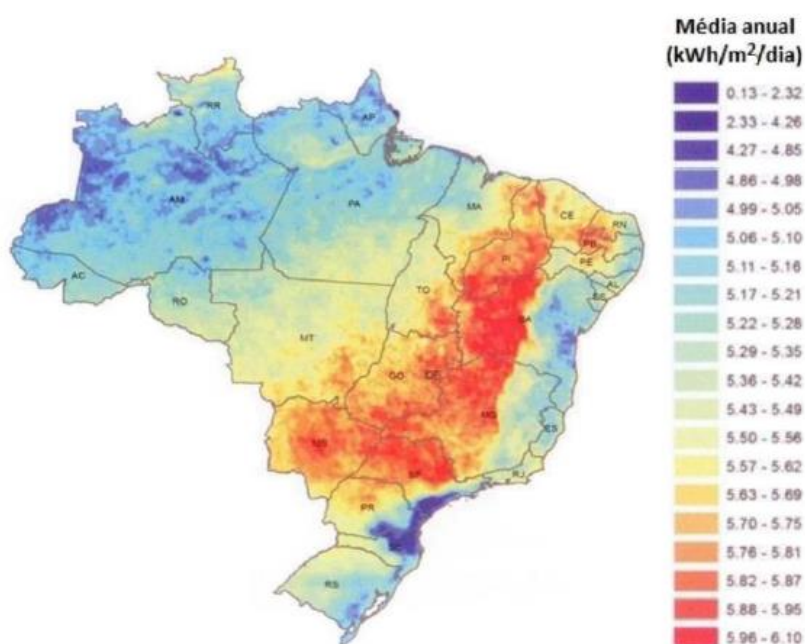 Média anual
(kWh/m²/dia)
0.13 - 2.32
2.33 - 4.26
4.27 - 4.85
4.86 - 4.98
4.99 - 5.05
5.06 - 5.10
5.11 - 5.16
5.17 - 5.21
5.22 - 5.28
5.29 - 5.35
5.36 - 5.42
5.43 - 5.49
5.50 - 5.56
5.57 - 5.62
5.63 - 5.69
5.70 - 5.75
5.76 - 5.81
5.82 - 5.87
5.88 - 5.95
5.96 - 6.10
RR
AP
AM
PA
MA
CE
RN
PB
PE
PI
AL
AC
RO
TO
BA
MT
GO
DF
MG
ES
MS
SP
RJ
PR
RS